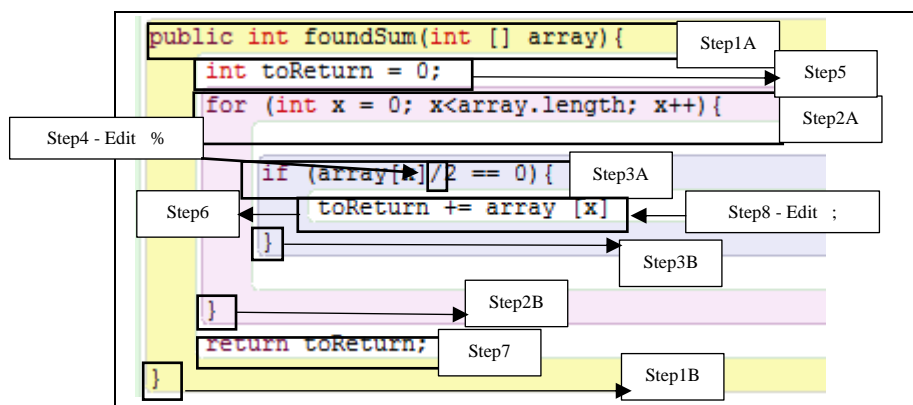 public int foundSum(int [] array){
Step1A
int toReturn = 0;
Step5
for (int x = 0; x<array.length; x++){
Step2A
Step4 - Edit %
if (array[x]/2 == 0){
Step3A
Step6
toReturn += array [x]
Step8 - Edit ;
}
Step3B
}
Step2B
return toReturn;
Step7
}
Step1B